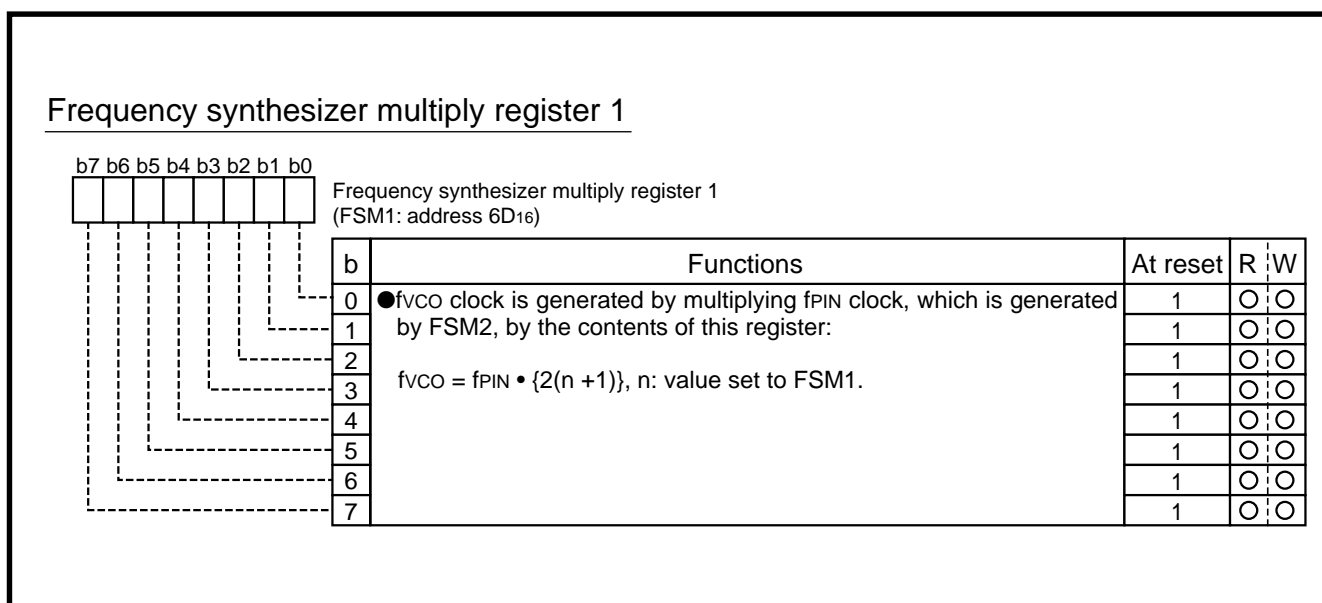 Frequency synthesizer multiply register 1
b7 b6 b5 b4 b3 b2 b1 b0
Frequency synthesizer multiply register 1
(FSM1: address 6D16)
b Functions At reset R W
0 ●fVCO clock is generated by multiplying fPIN clock, which is generated 1 O O
1 by FSM2, by the contents of this register: 1 O O
2 1 O O
3 fVCO = fPIN • {2(n +1)}, n: value set to FSM1. 1 O O
4 1 O O
5 1 O O
6 1 O O
7 1 O O